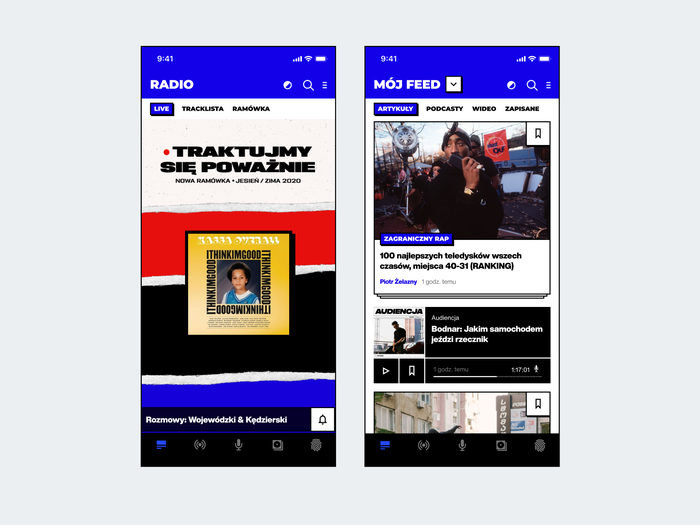 9:41
RADIO
LIVE TRACKLISTA RAMÓWKA
TRAKTUJMY
SIĘ POWAŻNIE
NOWA RAMÓWKA • JESIEŃ / ZIMA 2020
ITHINKIMGOOD
ITHINKIMGOOD
ITHINKIMGOOD
ITHINKIMGOOD
Rozmowy: Wojewódzki & Kędzierski
9:41
MÓJ FEED
ARTYKUŁY PODCASTY WIDEO ZAPISANE
ZAGRANICZNY RAP
100 najlepszych teledysków wszech
czasów, miejsca 40-31 (RANKING)
Piotr Żelazny 1 godz. temu
AUDIENCJA
Audiencja
Bodnar: Jakim samochodem
jeździ rzecznik
1 godz. temu 1:17:01